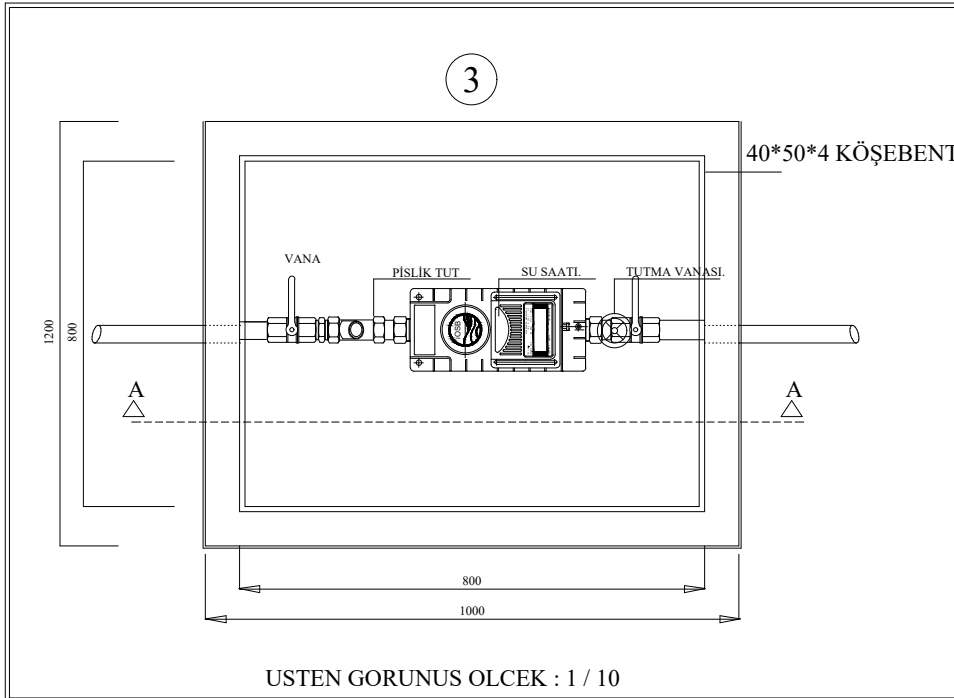 3
40*50*4 KÖŞEBENT
VANA
PİSLİK TUT
SU SAATI.
TUTMA VANASI.
1200
800
A
A
800
1000
USTEN GORUNUS OLCEK : 1 / 10